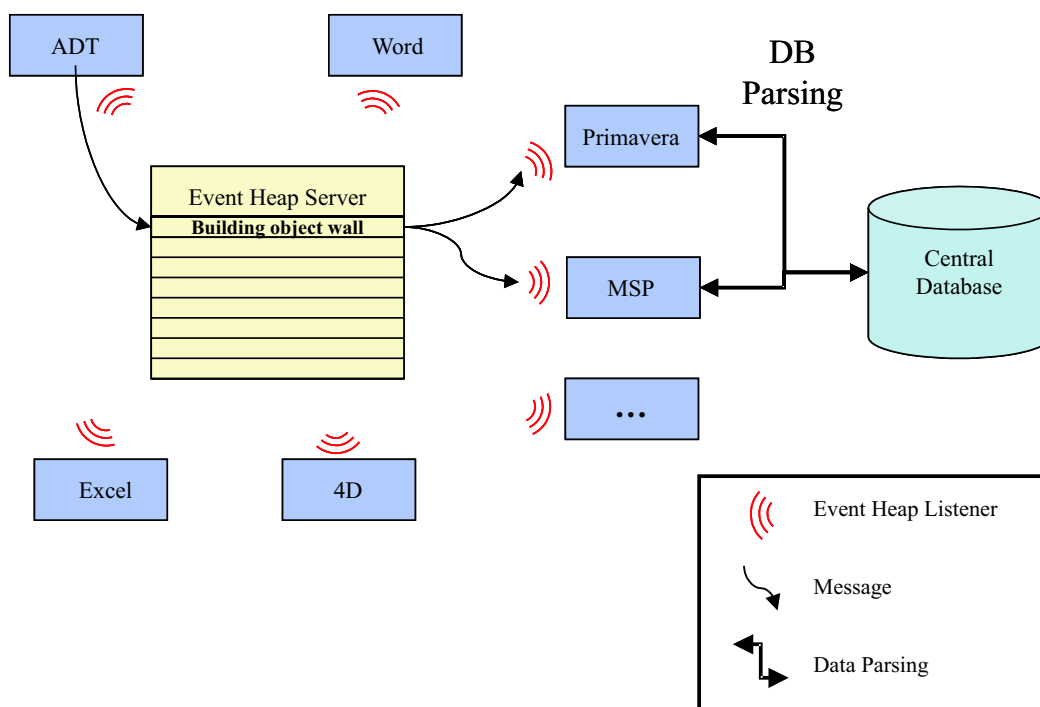 ADT
Word
DB
Parsing
Primavera
Event Heap Server
Building object wall
Central
Database
MSP
...
Excel
4D
Event Heap Listener
Message
Data Parsing